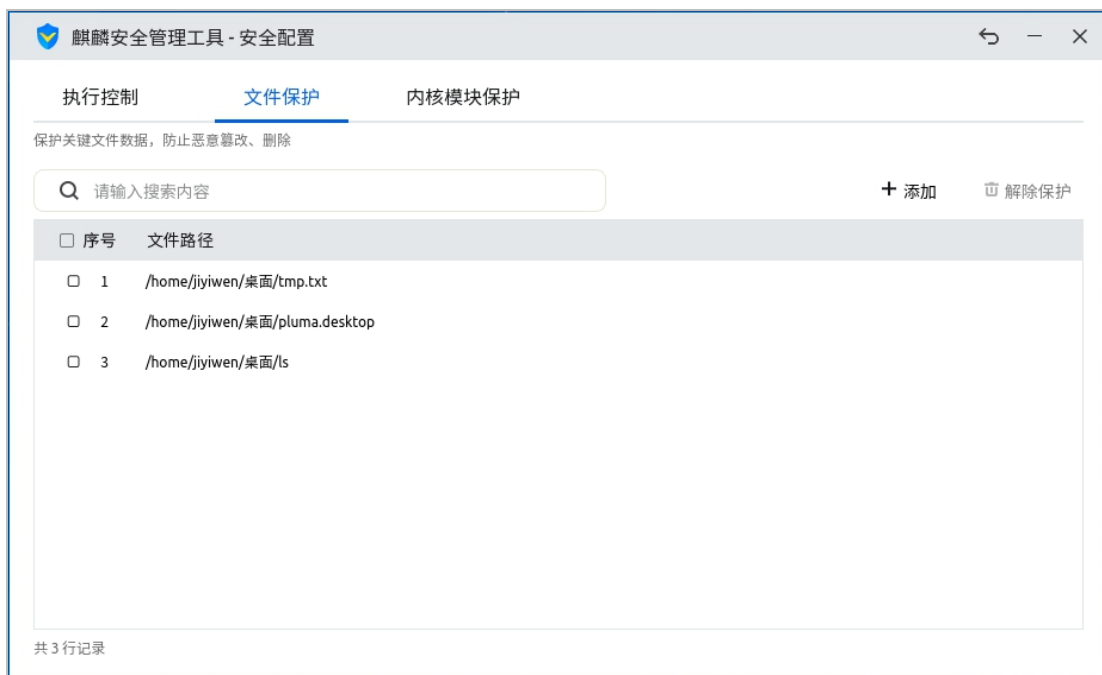 麒麟安全管理工具 - 安全配置
执行控制 文件保护 内核模块保护
保护关键文件数据，防止恶意篡改、删除
请输入搜索内容 + 添加 解除保护
序号 文件路径
1 /home/jiyiwen/桌面/tmp.txt
2 /home/jiyiwen/桌面/pluma.desktop
3 /home/jiyiwen/桌面/ls
共 3 行记录